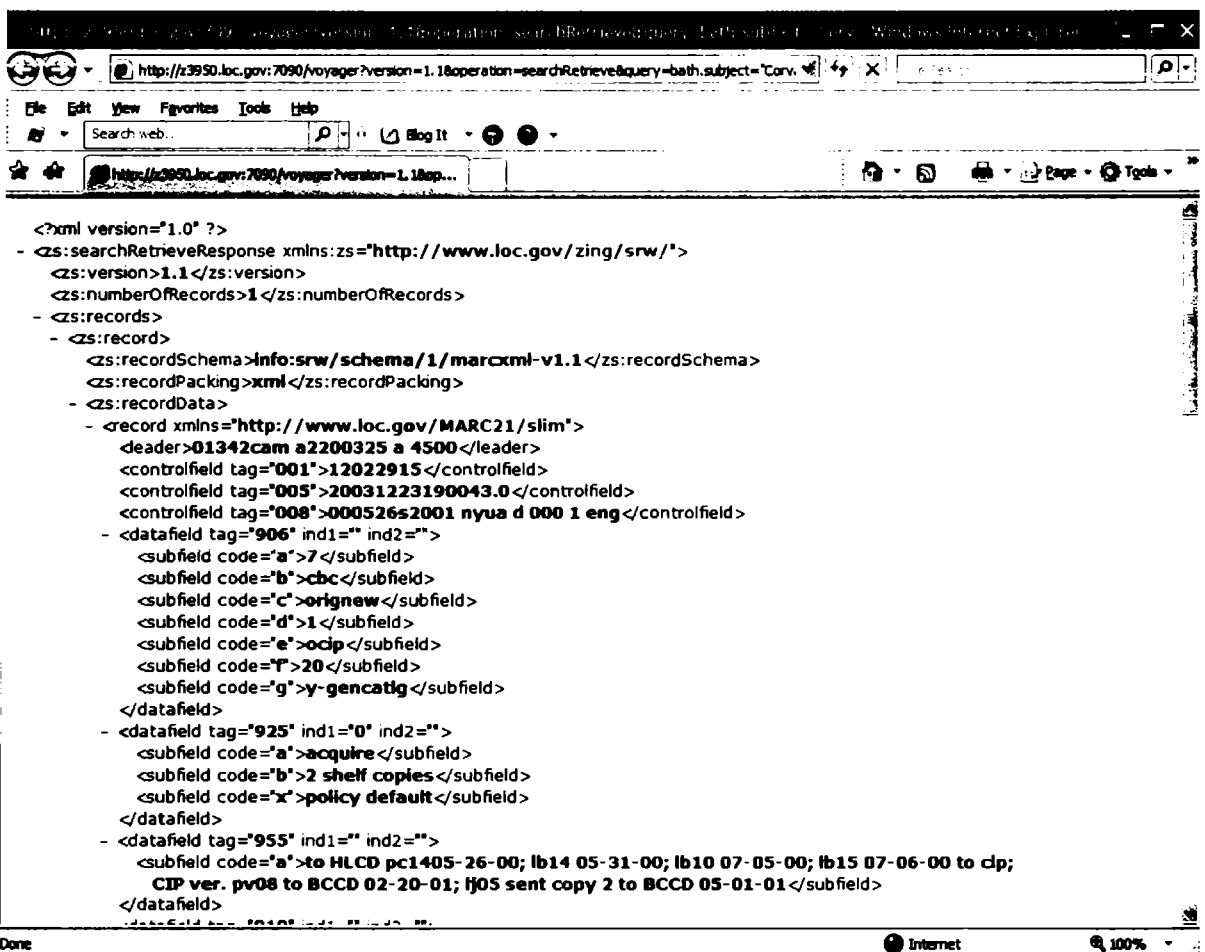 http://z3950.loc.gov:7090/voyager?version=1.1&operation=searchRetrieve&query=bath.subject="Corv.
File Edit View Favorites Tools Help
Search web... Blog It
http://z3950.loc.gov:7090/voyager?version=1.1&op... Page Tools
<?xml version="1.0" ?>
- <zs:searchRetrieveResponse xmlns:zs="http://www.loc.gov/zing/srw/">
<zs:version>1.1</zs:version>
<zs:numberOfRecords>1</zs:numberOfRecords>
- <zs:records>
- <zs:record>
<zs:recordSchema>info:srw/schema/1/marcxml-v1.1</zs:recordSchema>
<zs:recordPacking>xml</zs:recordPacking>
- <zs:recordData>
- <record xmlns="http://www.loc.gov/MARC21/slim">
<leader>01342cam a2200325 a 4500</leader>
<controlfield tag="001">12022915</controlfield>
<controlfield tag="005">20031223190043.0</controlfield>
<controlfield tag="008">000526s2001 nyua d 000 1 eng</controlfield>
- <datafield tag="906" ind1="" ind2="">
<subfield code="a">7</subfield>
<subfield code="b">cbc</subfield>
<subfield code="c">orignew</subfield>
<subfield code="d">1</subfield>
<subfield code="e">ocip</subfield>
<subfield code="f">20</subfield>
<subfield code="g">y-gencatlg</subfield>
</datafield>
- <datafield tag="925" ind1="0" ind2="">
<subfield code="a">acquire</subfield>
<subfield code="b">2 shelf copies</subfield>
<subfield code="x">policy default</subfield>
</datafield>
- <datafield tag="955" ind1="" ind2="">
<subfield code="a">to HLCD pc1405-26-00; lb14 05-31-00; lb10 07-05-00; lb15 07-06-00 to cip;
CIP ver. pv08 to BCCD 02-20-01; lj05 sent copy 2 to BCCD 05-01-01</subfield>
</datafield>
Done Internet 100%